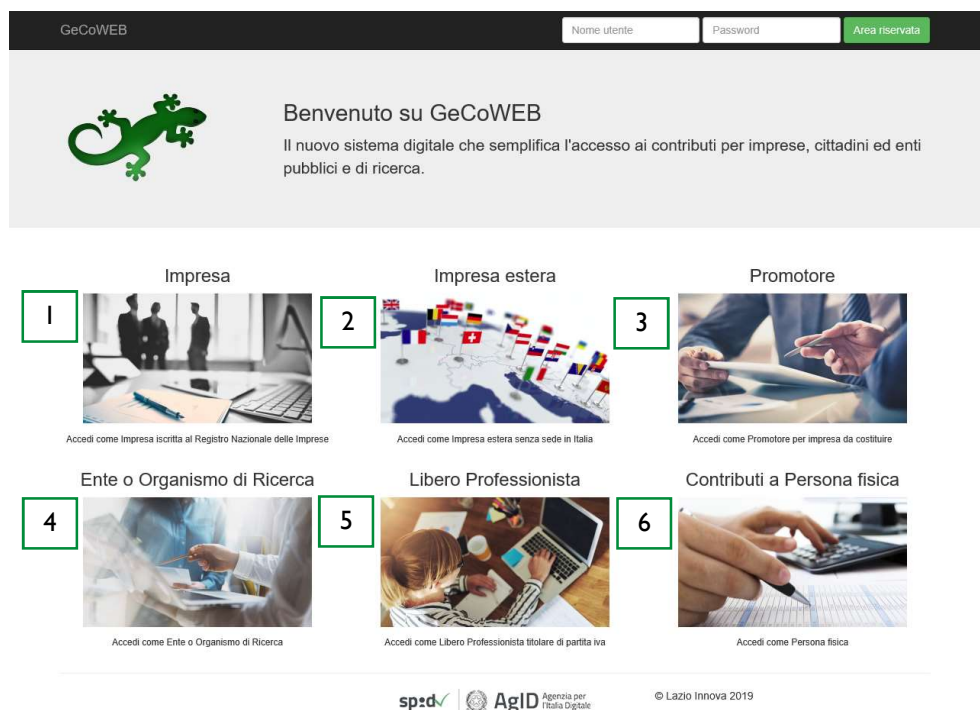 GeCoWEB
Nome utente
Password
Area riservata
Benvenuto su GeCoWEB
Il nuovo sistema digitale che semplifica l'accesso ai contributi per imprese, cittadini ed enti
pubblici e di ricerca.
Impresa
Impresa estera
Promotore
1
2
3
Accedi come Impresa iscritta al Registro Nazionale delle Imprese
Accedi come Impresa estera senza sede in Italia
Accedi come Promotore per impresa da costituire
Ente o Organismo di Ricerca
Libero Professionista
Contributi a Persona fisica
4
5
6
Accedi come Ente o Organismo di Ricerca
Accedi come Libero Professionista titolare di partita iva
Accedi come Persona fisica
sp:d
AgID
Agenzia per
l'Italia Digitale
© Lazio Innova 2019